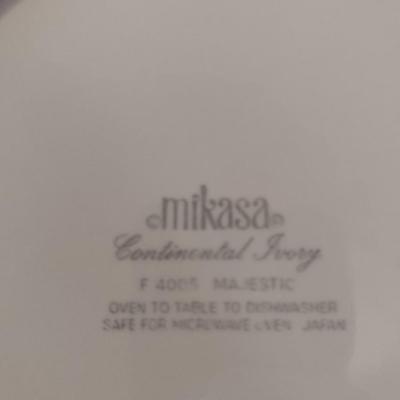 mikasa
Continental Ivory
F 4005 MAJESTIC
OVEN TO TABLE TO DISHWASHER
SAFE FOR MICROWAVE OVEN JAPAN